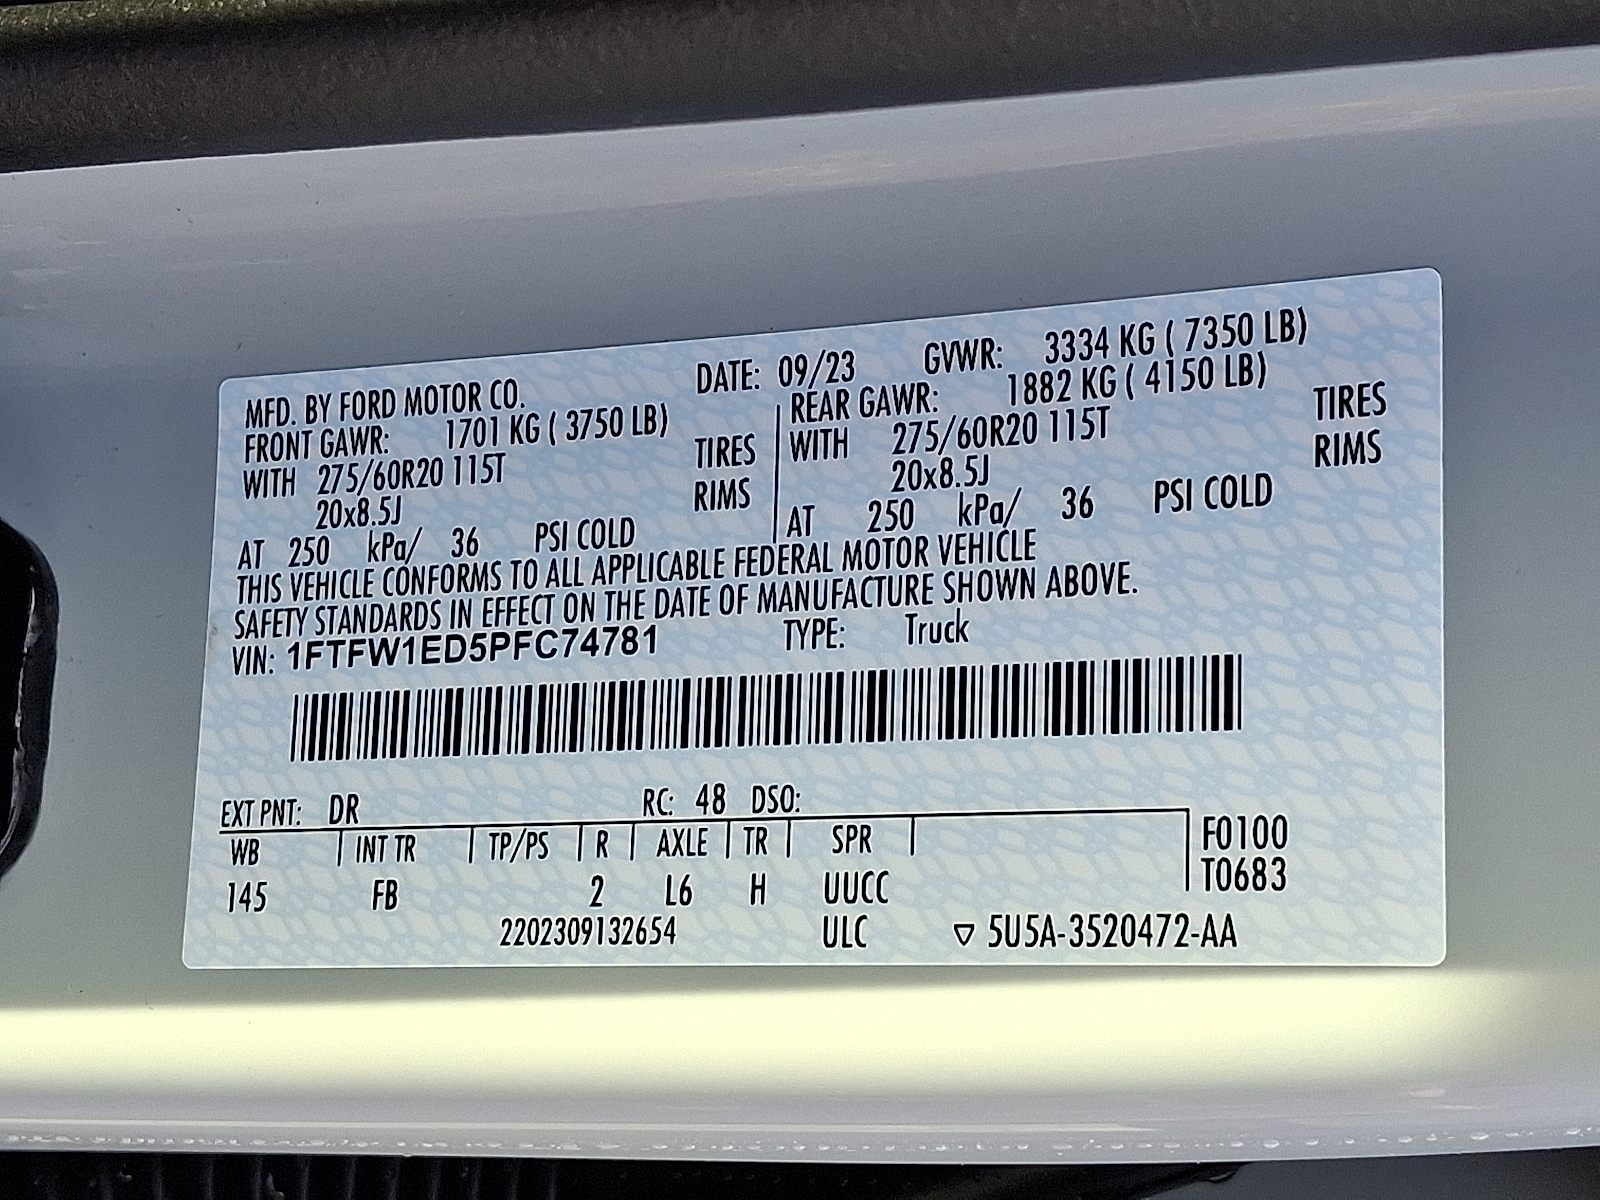 MFD. BY FORD MOTOR CO. DATE: 09/23 GVWR: 3334 KG ( 7350 LB)
FRONT GAWR: 1701 KG ( 3750 LB) REAR GAWR: 1882 KG ( 4150 LB)
WITH 275/60R20 115T TIRES WITH 275/60R20 115T TIRES
20x8.5J RIMS 20x8.5J RIMS
AT 250 kPa/ 36 PSI COLD AT 250 kPa/ 36 PSI COLD
THIS VEHICLE CONFORMS TO ALL APPLICABLE FEDERAL MOTOR VEHICLE
SAFETY STANDARDS IN EFFECT ON THE DATE OF MANUFACTURE SHOWN ABOVE.
VIN: 1FTFW1ED5PFC74781 TYPE: Truck
EXT PNT: DR RC: 48 DSO:
WB INT TR TP/PS R AXLE TR SPR F0100
145 FB 2 L6 H UUCC T0683
2202309132654 ULC ▽ 5U5A-3520472-AA